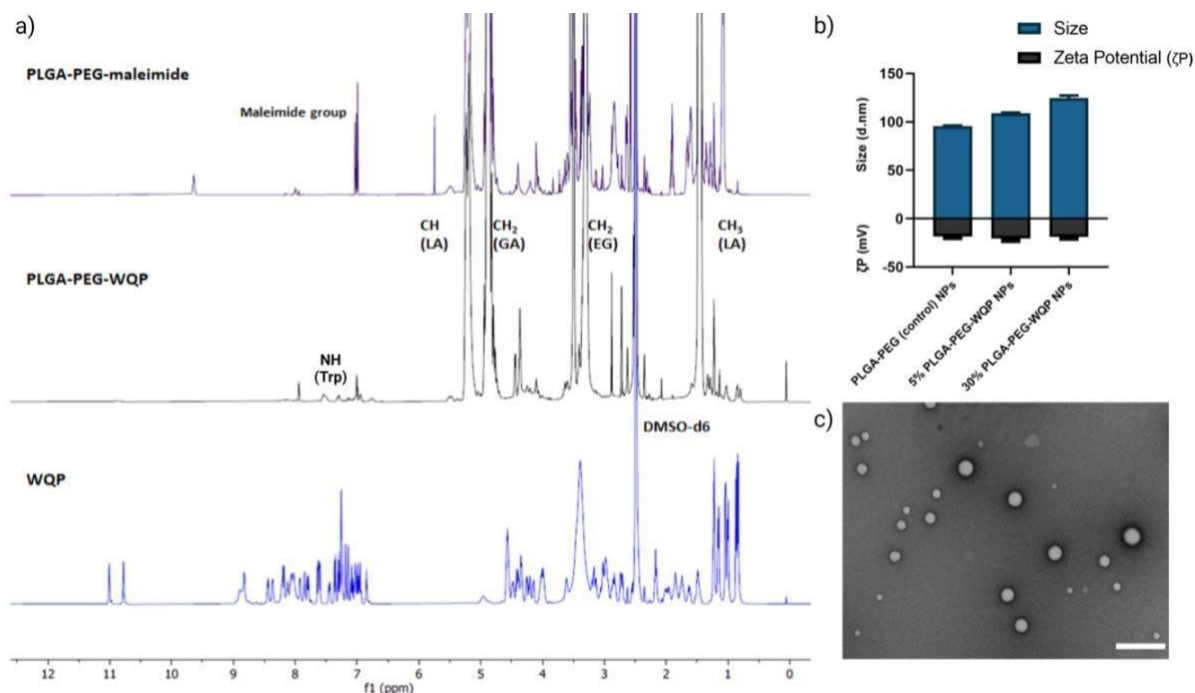 a)
PLGA-PEG-maleimide
Maleimide group
CH
(LA)
CH2
(GA)
CH2
(EG)
CH3
(LA)
PLGA-PEG-WQP
NH
(Trp)
DMSO-d6
WQP
12 11 10 9 8 7 6 5 4 3 2 1 0
f1 (ppm)
b)
Size
Zeta Potential (ζP)
150
100
50
0
-50
Size (d.nm)
ζP (mV)
PLGA-PEG (control) NPs
5% PLGA-PEG-WQP NPs
30% PLGA-PEG-WQP NPs
c)